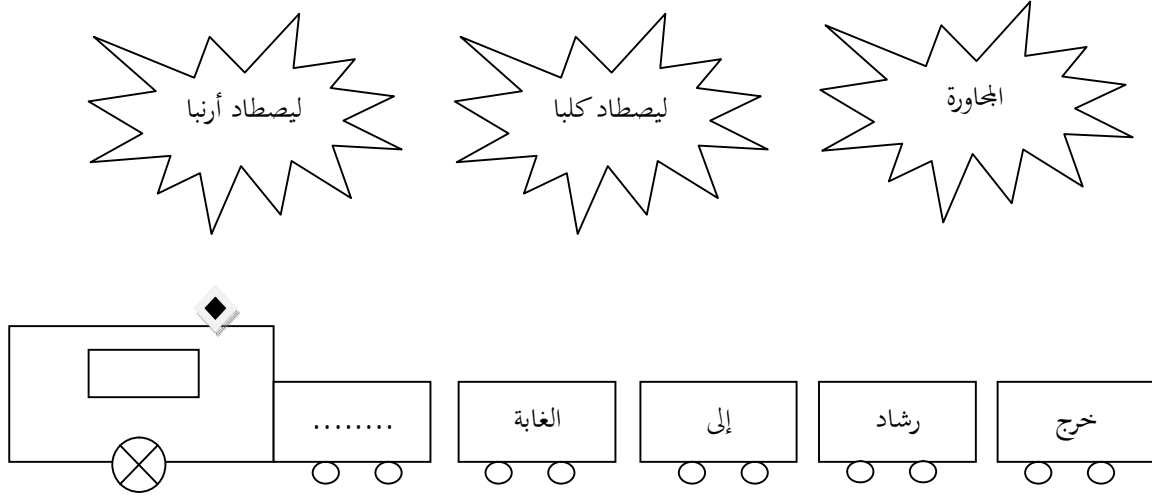 المجاورة
ليصطاد كلبا
ليصطاد أرنبا
خرج
رشاد
إلى
الغابة
........